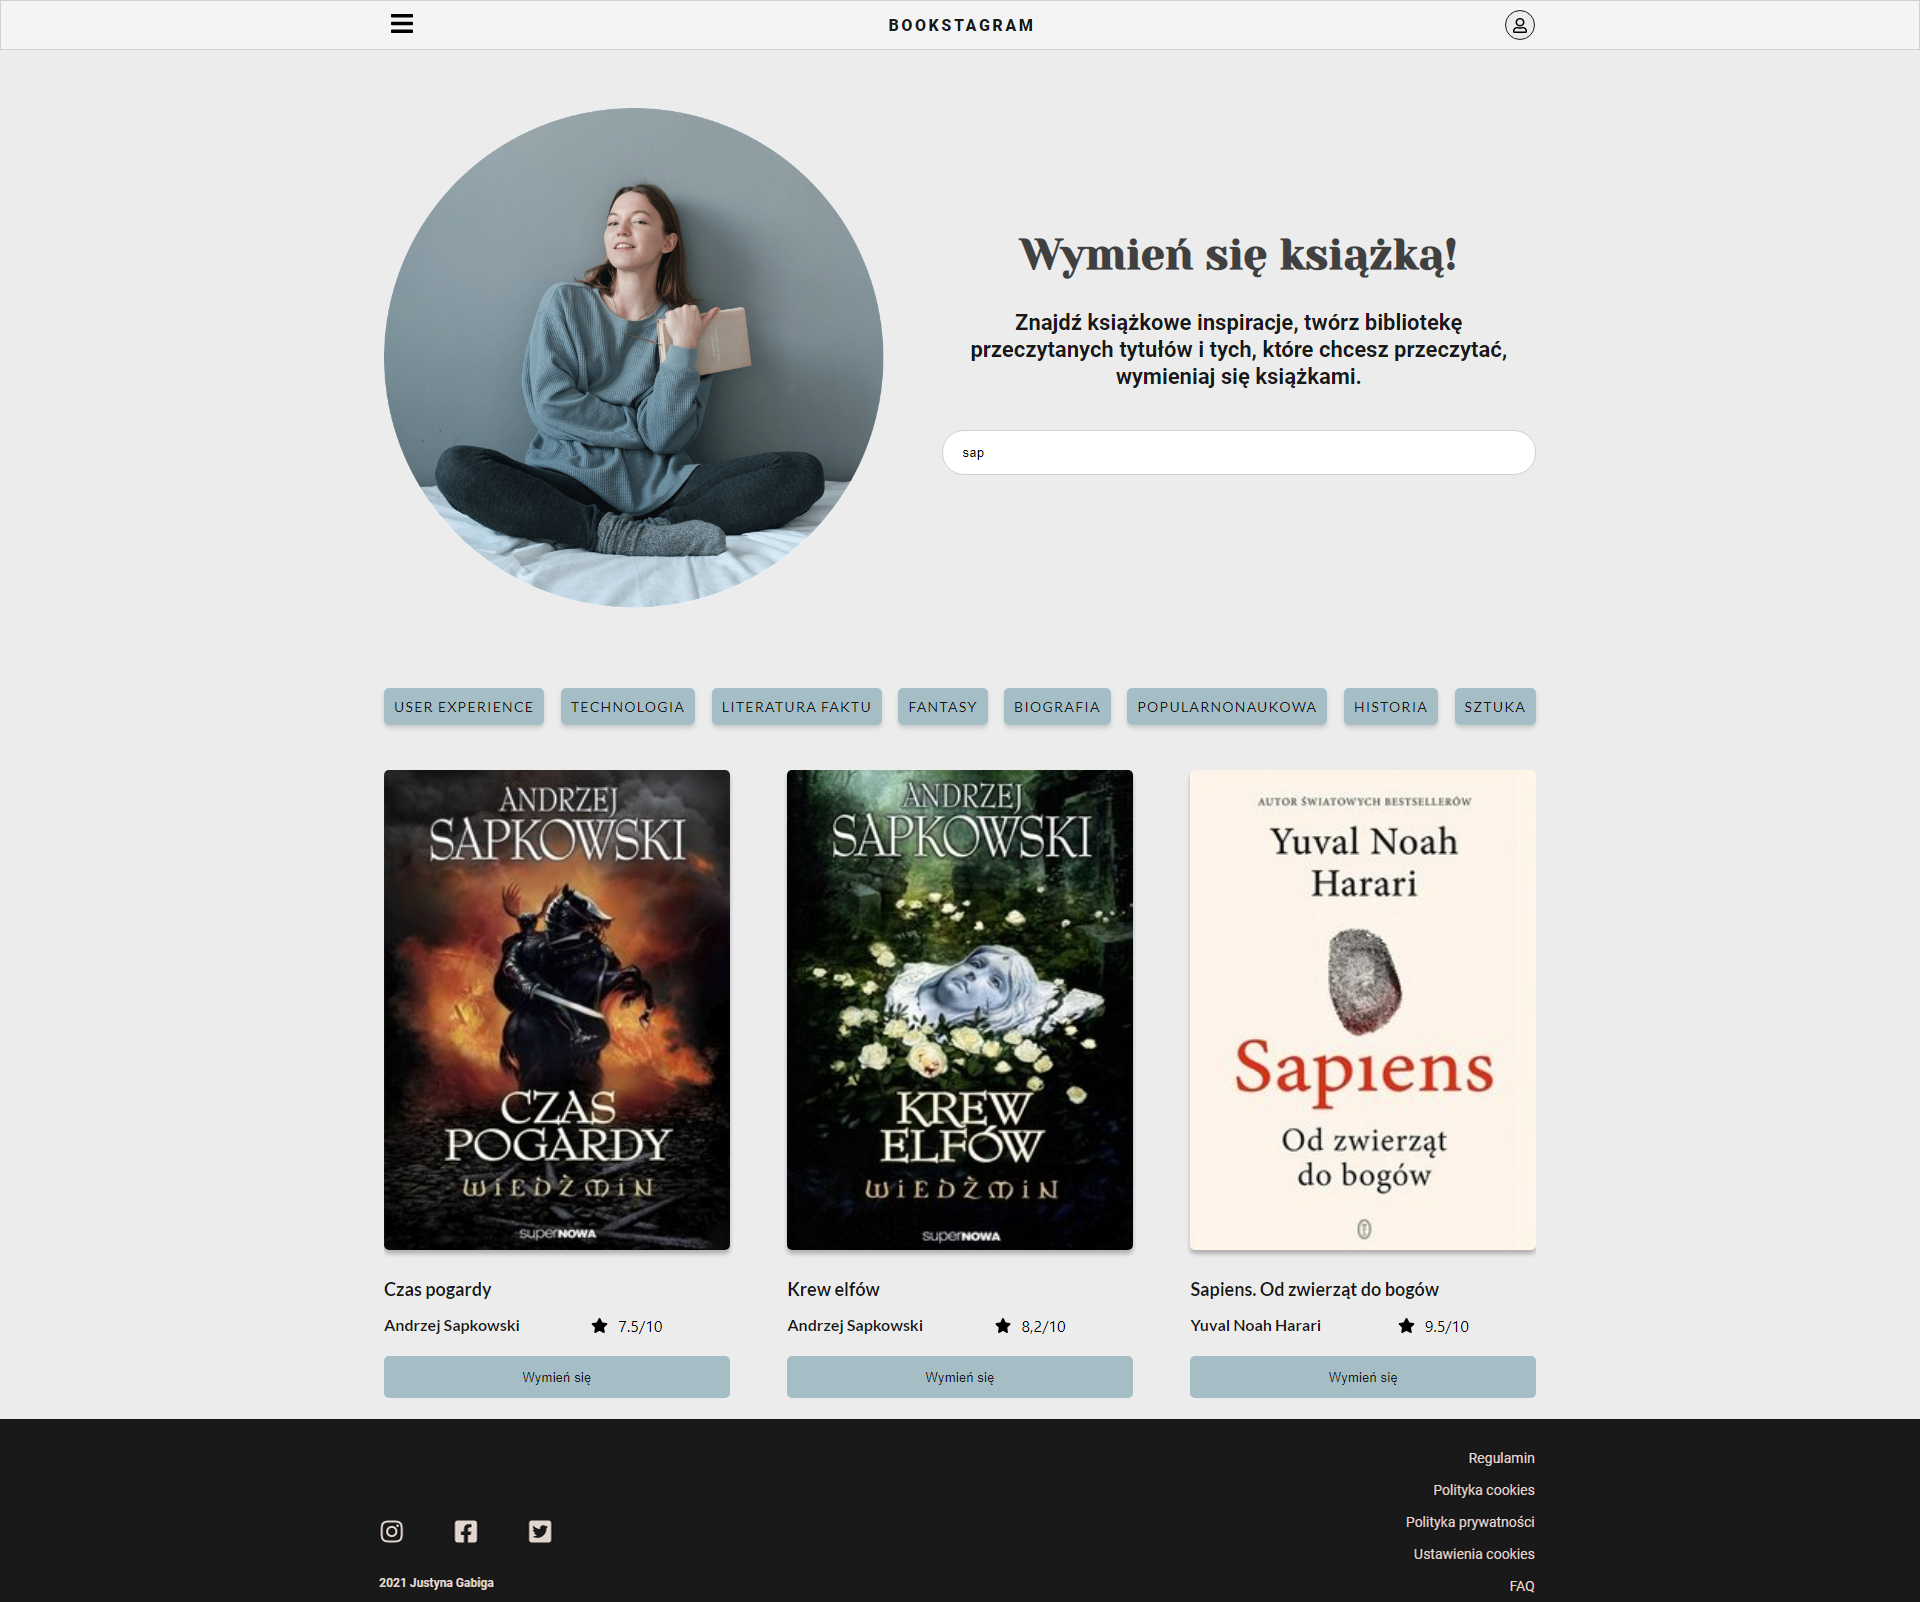 BOOKSTAGRAM
Wymień się książką!
Znajdź książkowe inspiracje, twórz bibliotekę
przeczytanych tytułów i tych, które chcesz przeczytać,
wymieniaj się książkami.
sap
USER EXPERIENCE
TECHNOLOGIA
LITERATURA FAKTU
FANTASY
BIOGRAFIA
POPULARNONAUKOWA
HISTORIA
SZTUKA
ANDRZEJ
SAPKOWSKI
CZAS
POGARDY
WIEDŹMIN
superNOWA
ANDRZEJ
SAPKOWSKI
KREW
ELFÓW
WIEDŹMIN
superNOWA
AUTOR ŚWIATOWYCH BESTSELLERÓW
Yuval Noah
Harari
Sapiens
Od zwierząt
do bogów
Czas pogardy
Andrzej Sapkowski
7.5/10
Wymień się
Krew elfów
Andrzej Sapkowski
8,2/10
Wymień się
Sapiens. Od zwierząt do bogów
Yuval Noah Harari
9.5/10
Wymień się
Regulamin
Polityka cookies
Polityka prywatności
Ustawienia cookies
FAQ
2021 Justyna Gabiga